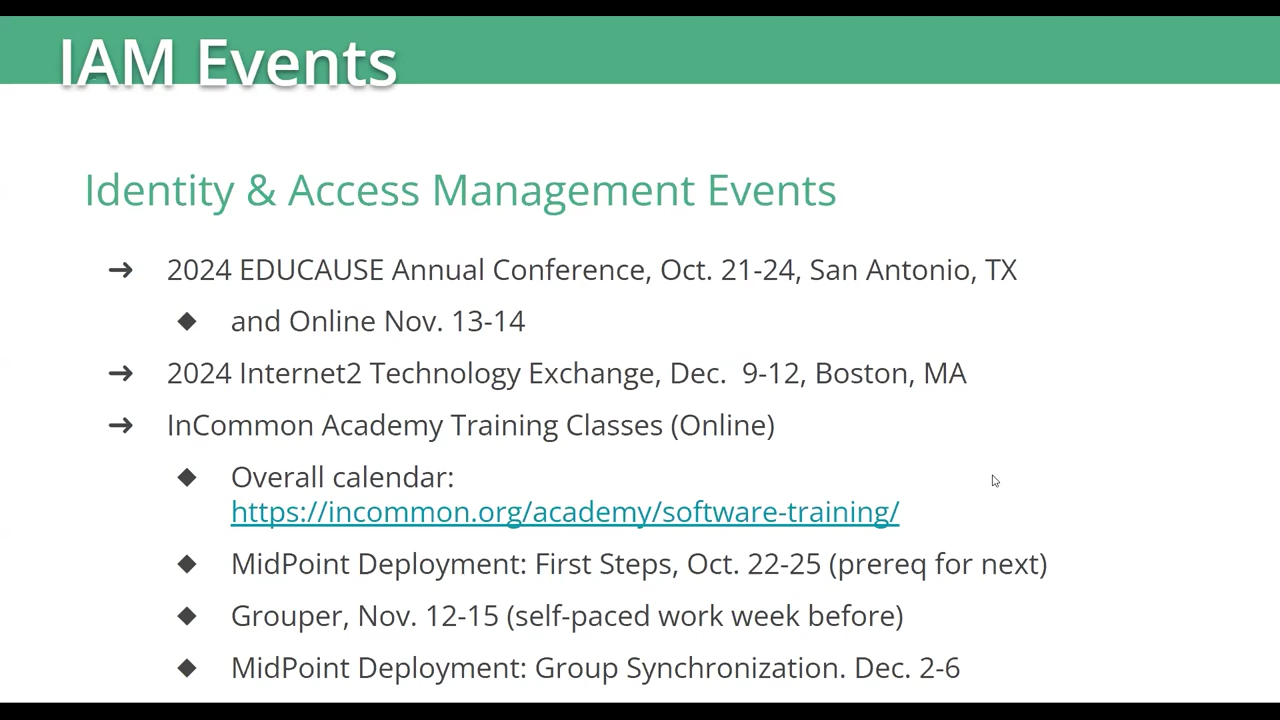 IAM Events
Identity & Access Management Events
➔ 2024 EDUCAUSE Annual Conference, Oct. 21-24, San Antonio, TX
◆ and Online Nov. 13-14
➔ 2024 Internet2 Technology Exchange, Dec.  9-12, Boston, MA
➔ InCommon Academy Training Classes (Online)
◆ Overall calendar:
https://incommon.org/academy/software-training/
◆ MidPoint Deployment: First Steps, Oct. 22-25 (prereq for next)
◆ Grouper, Nov. 12-15 (self-paced work week before)
◆ MidPoint Deployment: Group Synchronization. Dec. 2-6